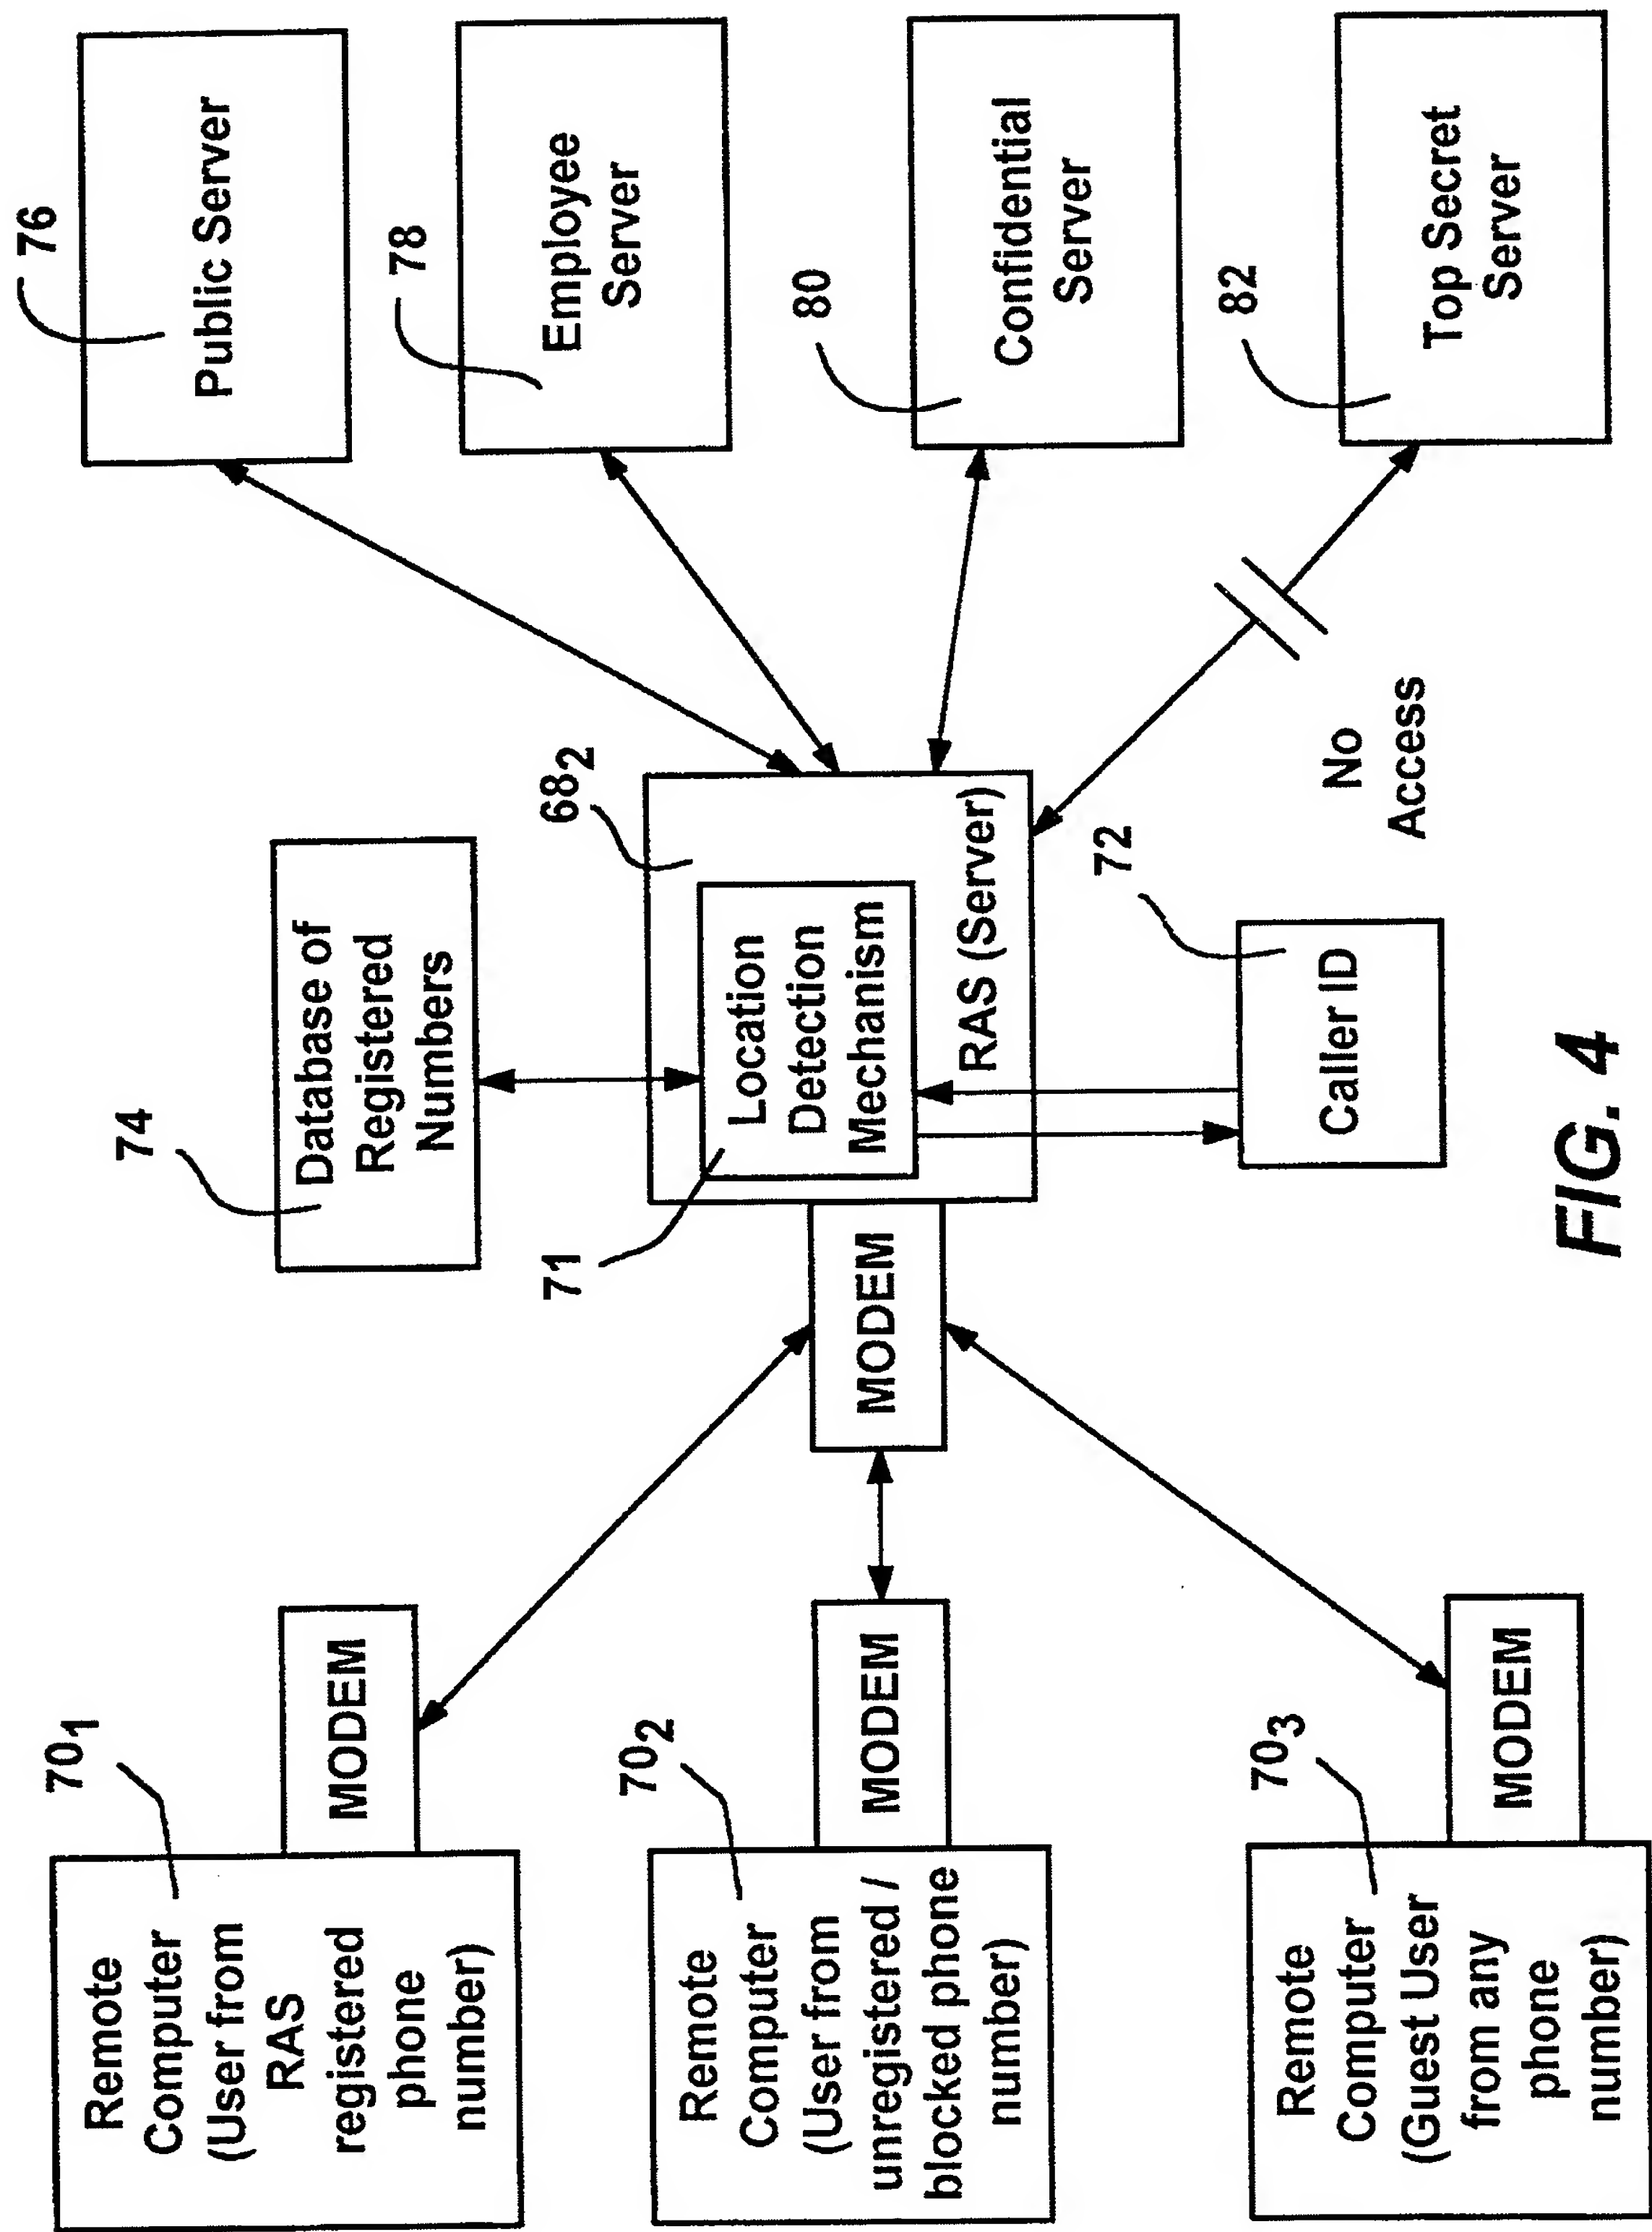 70₁
Remote
Computer
(User from
RAS
registered
phone
number)
MODEM
70₂
Remote
Computer
(User from
unregistered /
blocked phone
number)
MODEM
70₃
Remote
Computer
(Guest User
from any
phone
number)
MODEM
MODEM
74
Database of
Registered
Numbers
68₂
71
Location
Detection
Mechanism
RAS (Server)
72
Caller ID
76
Public Server
78
Employee
Server
80
Confidential
Server
82
Top Secret
Server
No
Access
FIG. 4